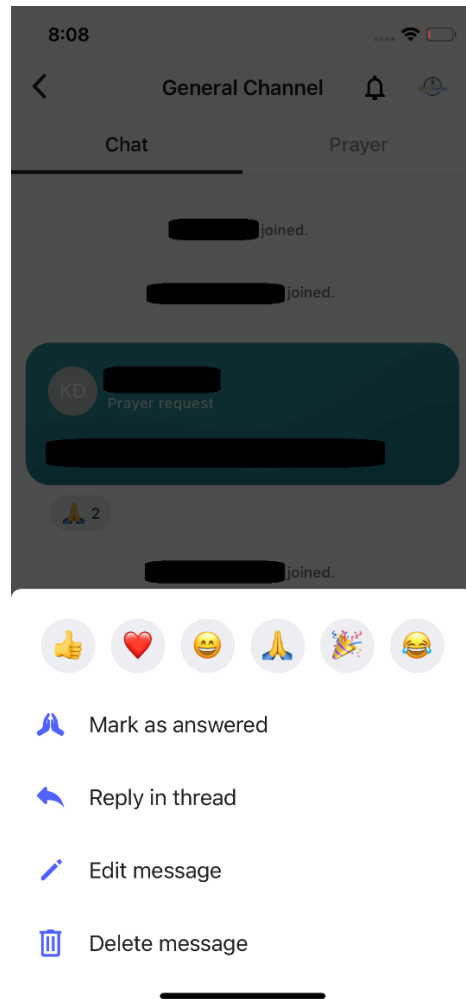 8:08
General Channel
Chat Prayer
joined.
joined.
KD
Prayer request
2
joined.
Mark as answered
Reply in thread
Edit message
Delete message